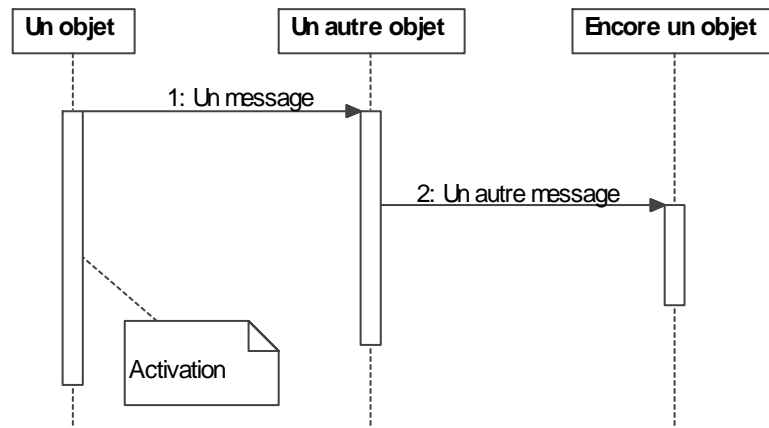 Un objet
Un autre objet
Encore un objet
1: Un message
2: Un autre message
Activation